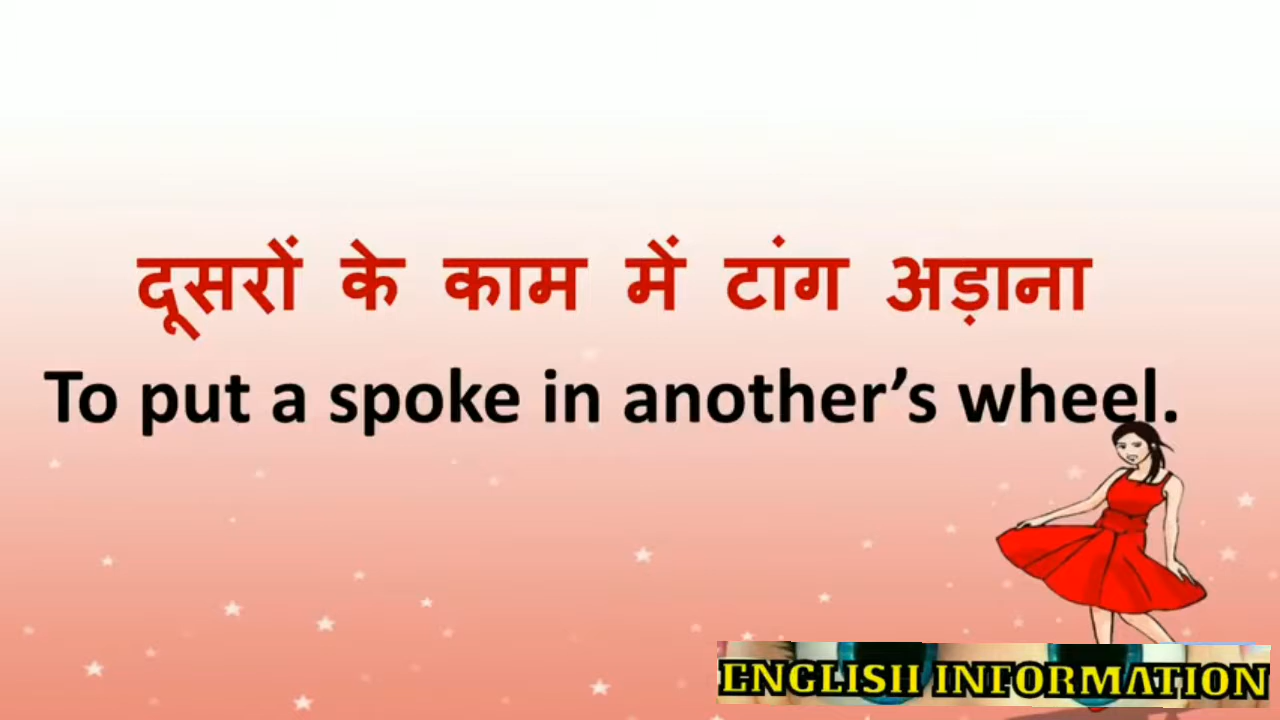 दूसरों के काम में टांग अड़ाना
To put a spoke in another’s wheel.
ENGLISH INFORMATION